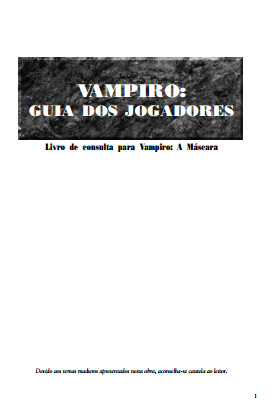 VAMPIRO:
GUIA DOS JOGADORES
Livro de consulta para Vampiro: A Máscara
Devido aos temas maduros apresentados nesta obra, aconselha-se cautela ao leitor.
1